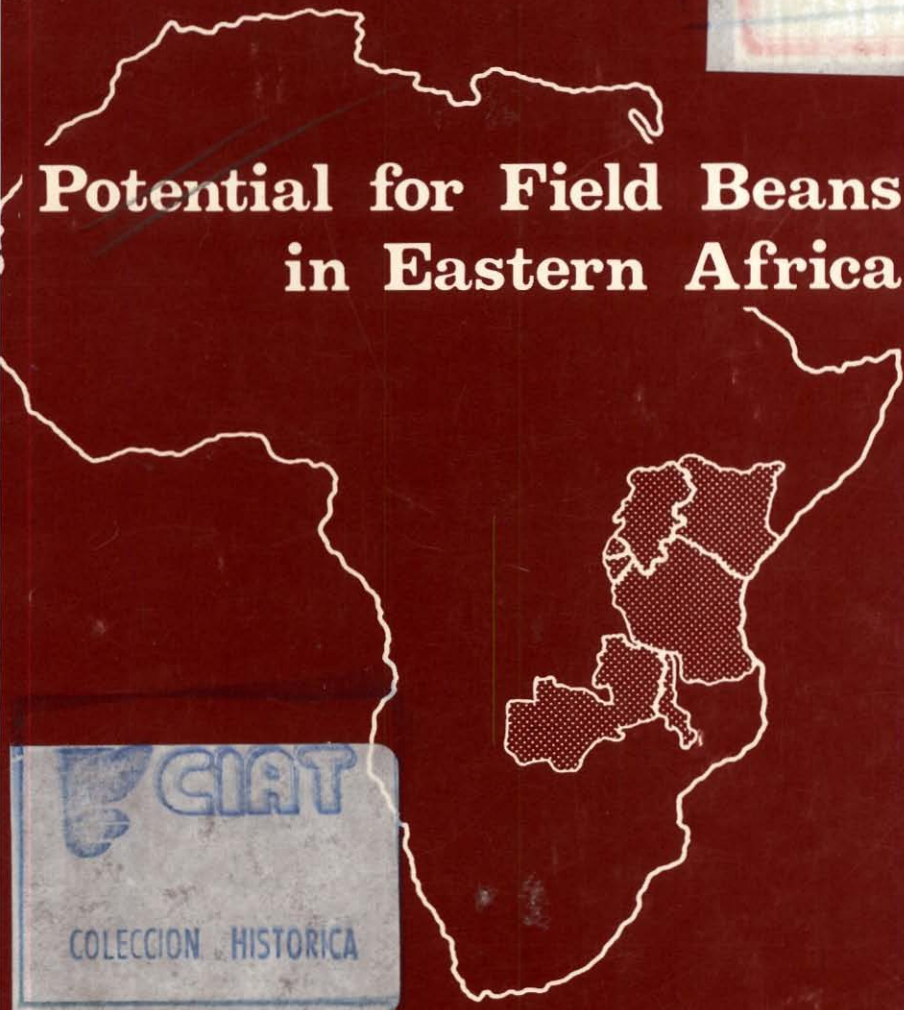 Potential for Field Beans
in Eastern Africa
CIAT
COLECCION HISTORICA